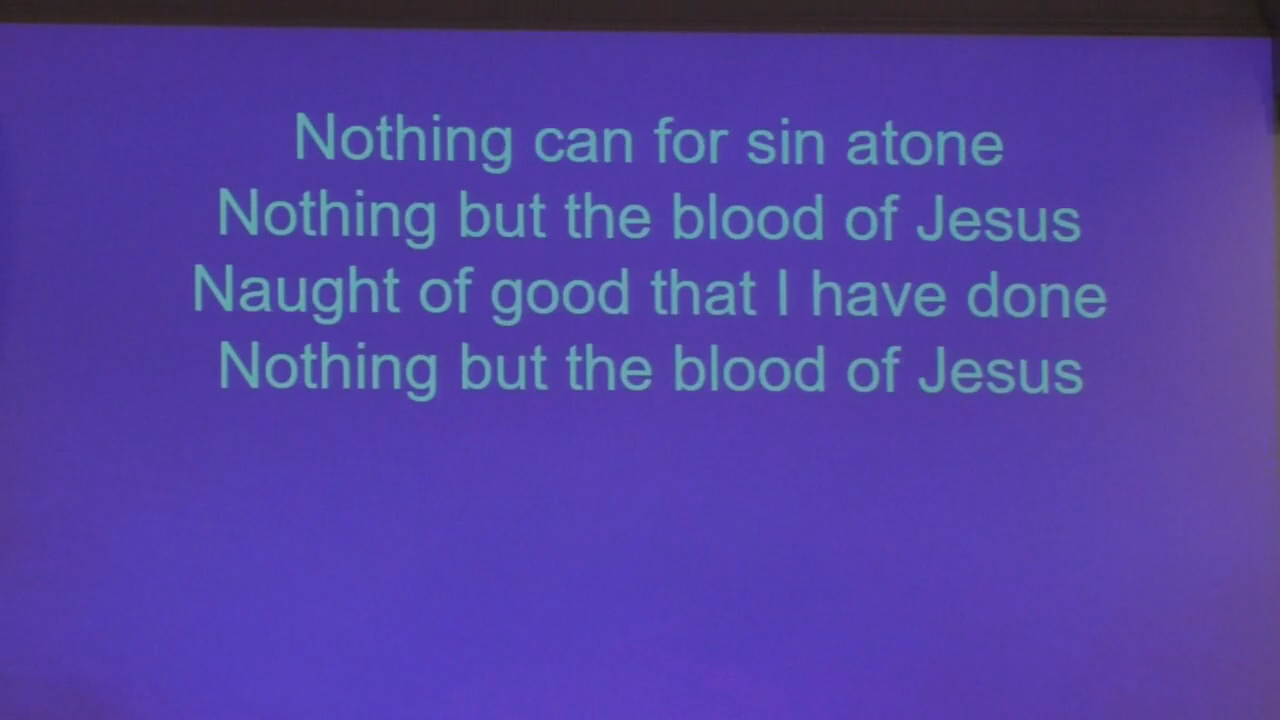 Nothing can for sin atone
Nothing but the blood of Jesus
Naught of good that I have done
Nothing but the blood of Jesus